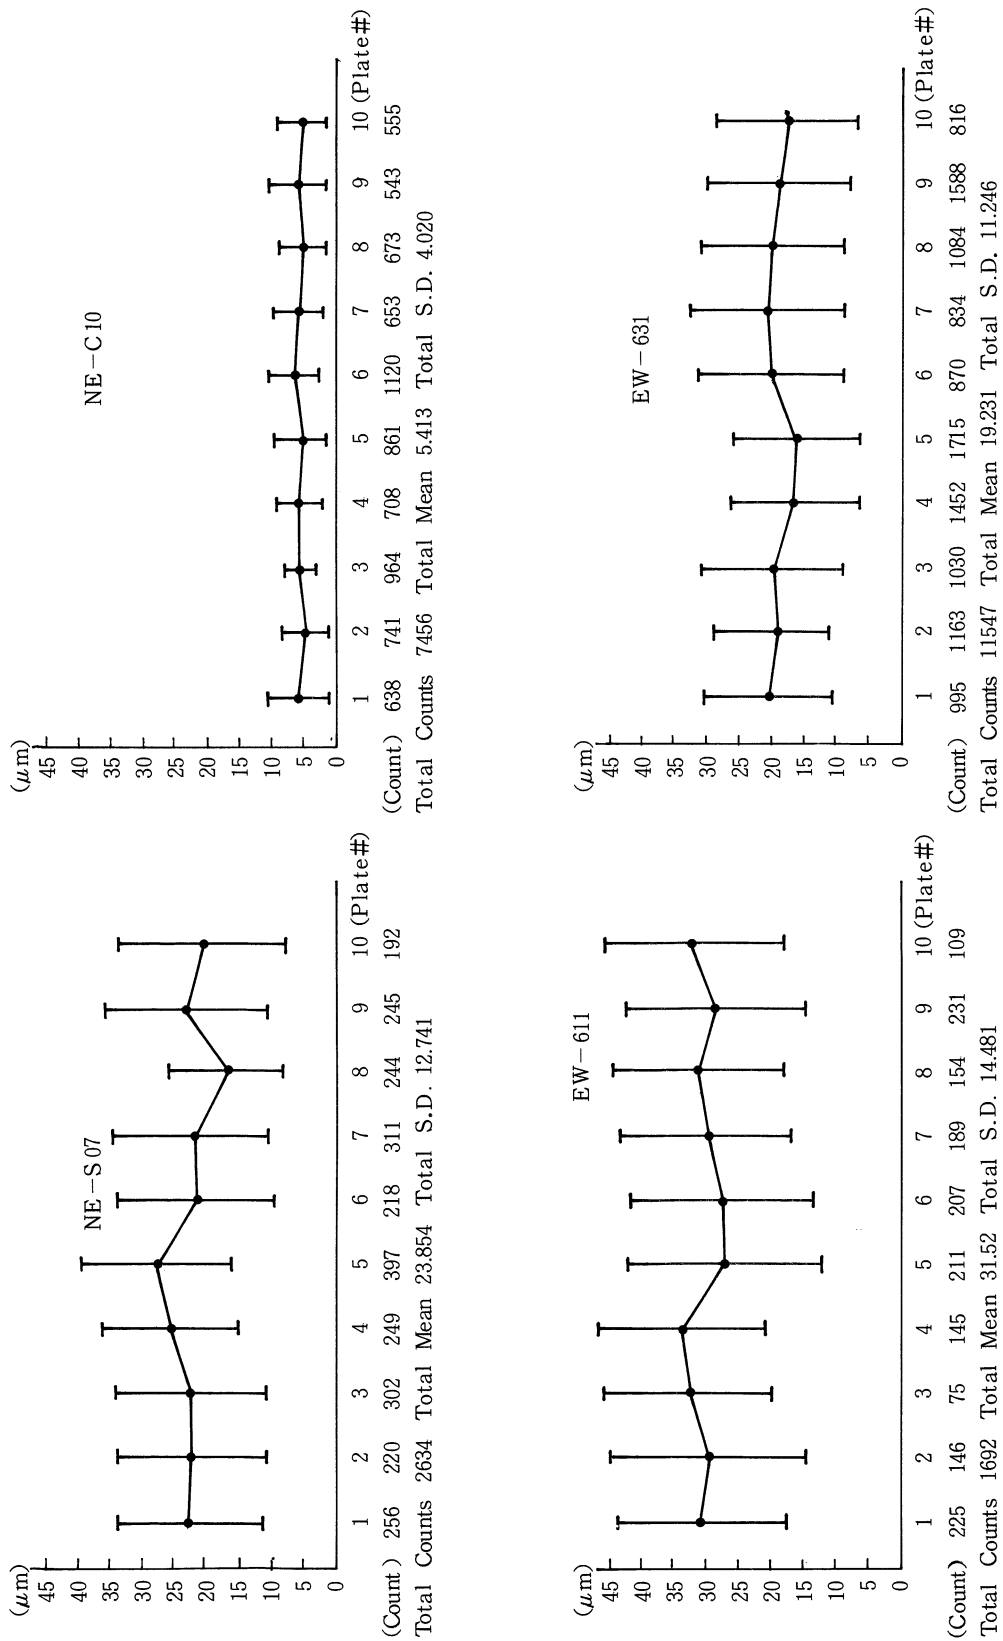 NE-S07
(μm)
45
40
35
30
25
20
15
10
5
0
1 2 3 4 5 6 7 8 9 10 (Plate#)
(Count) 256 220 302 249 397 218 311 244 245 192
Total Counts 2634 Total Mean 23.854 Total S.D. 12.741
NE-C10
(μm)
45
40
35
30
25
20
15
10
5
0
1 2 3 4 5 6 7 8 9 10 (Plate#)
(Count) 638 741 964 708 861 1120 653 673 543 555
Total Counts 7456 Total Mean 5.413 Total S.D. 4.020
EW-611
(μm)
45
40
35
30
25
20
15
10
5
0
1 2 3 4 5 6 7 8 9 10 (Plate#)
(Count) 225 146 75 145 211 207 189 154 231 109
Total Counts 1692 Total Mean 31.52 Total S.D. 14.481
EW-631
(μm)
45
40
35
30
25
20
15
10
5
0
1 2 3 4 5 6 7 8 9 10 (Plate#)
(Count) 995 1163 1030 1452 1715 870 834 1084 1588 816
Total Counts 11547 Total Mean 19.231 Total S.D. 11.246